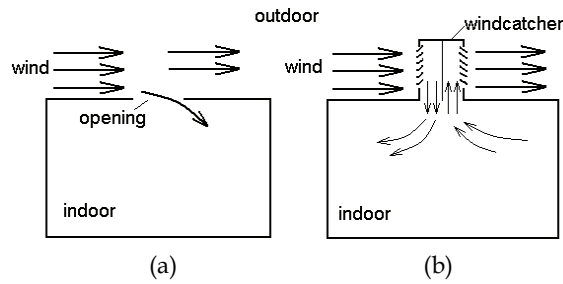 outdoor
wind
opening
indoor
(a)
windcatcher
wind
indoor
(b)